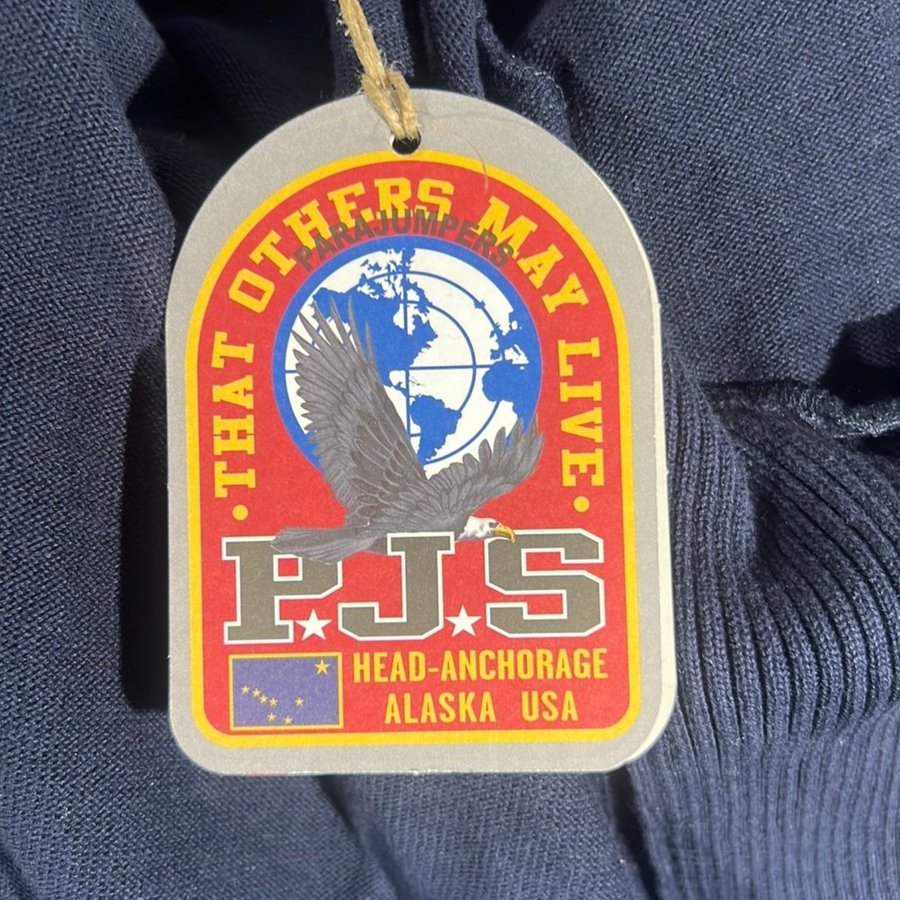 ·THAT OTHERS MAY LIVE·
PARAJUMPERS
P.J.S
HEAD-ANCHORAGE
ALASKA USA